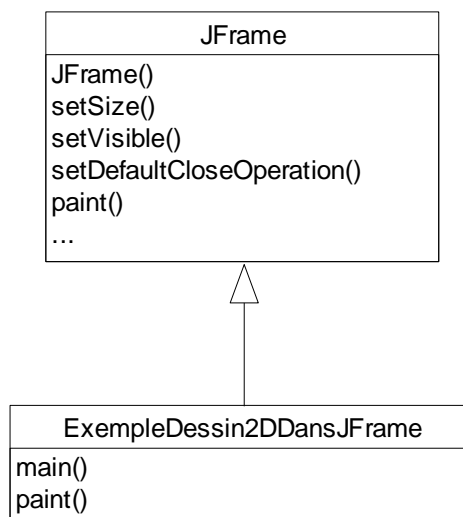 JFrame
JFrame()
setSize()
setVisible()
setDefaultCloseOperation()
paint()
...
ExempleDessin2DDansJFrame
main()
paint()